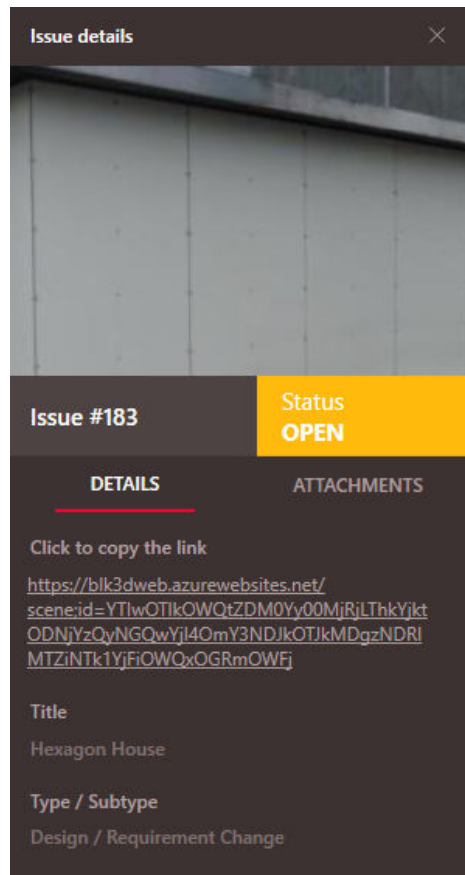 Issue details
Issue #183
Status
OPEN
DETAILS
ATTACHMENTS
Click to copy the link
https://blk3dweb.azurewebsites.net/
scene;id=YTIwOTlkOWQtZDM0Yy00MjRjLThkYjkt
ODNjYzQyNGQwYjI4OmY3NDJkOTJkMDgzNDRl
MTZiNTk1YjFiOWQxOGRmOWFj
Title
Hexagon House
Type / Subtype
Design / Requirement Change